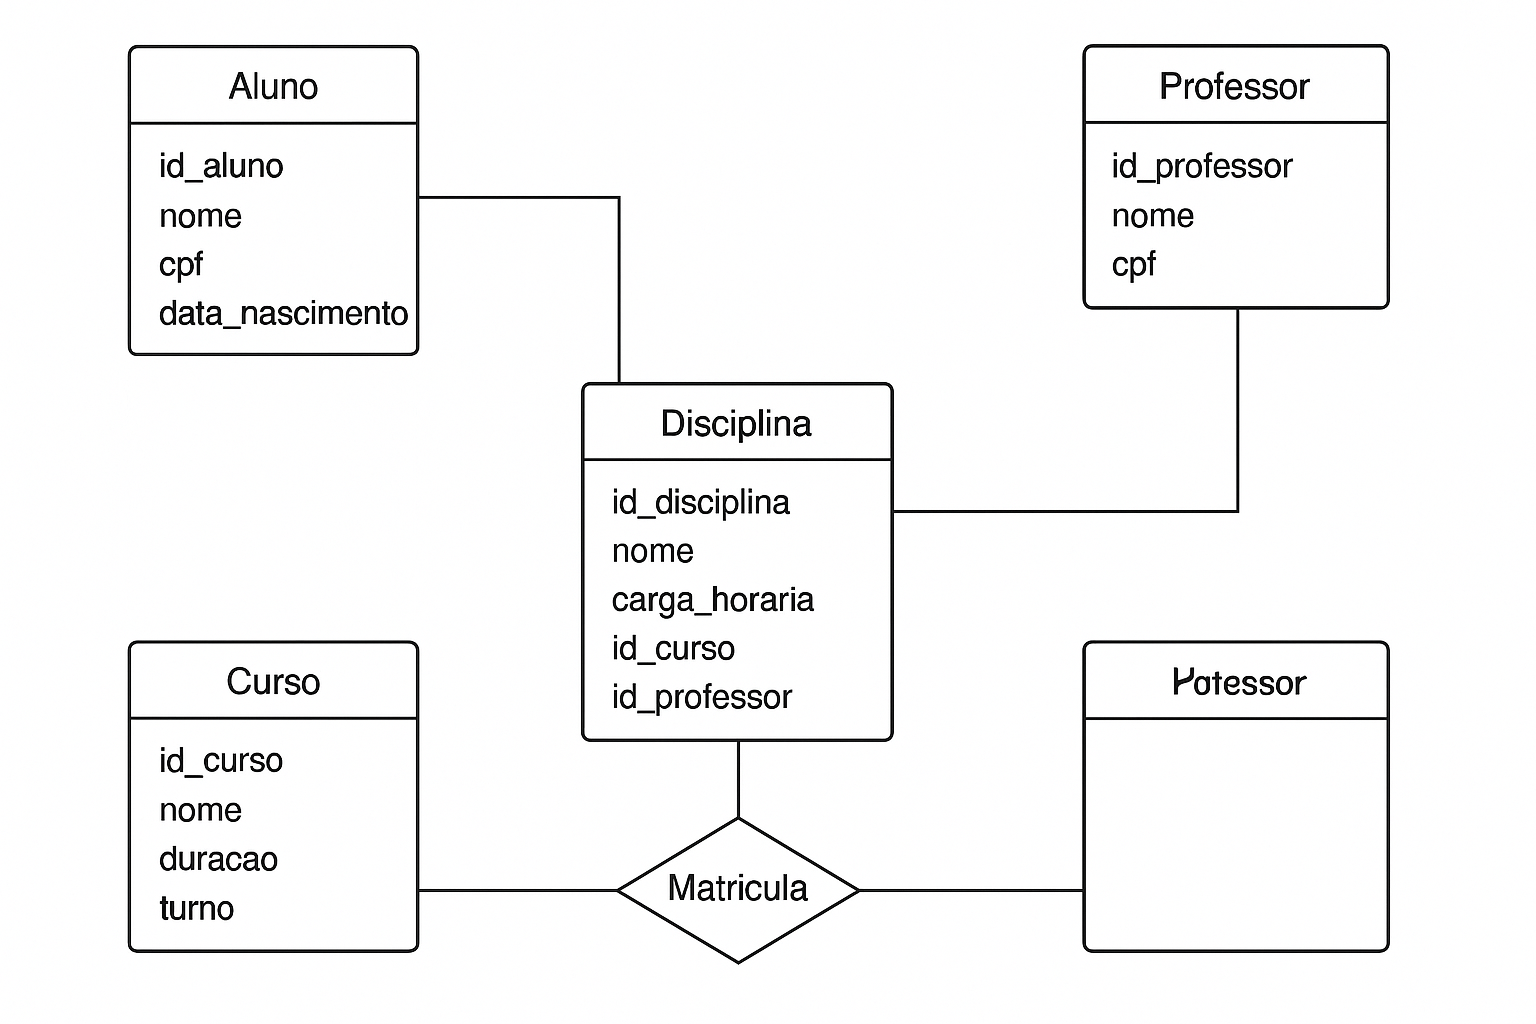 Aluno
id_aluno
nome
cpf
data_nascimento
Professor
id_professor
nome
cpf
Disciplina
id_disciplina
nome
carga_horaria
id_curso
id_professor
Curso
id_curso
nome
duracao
turno
Matricula